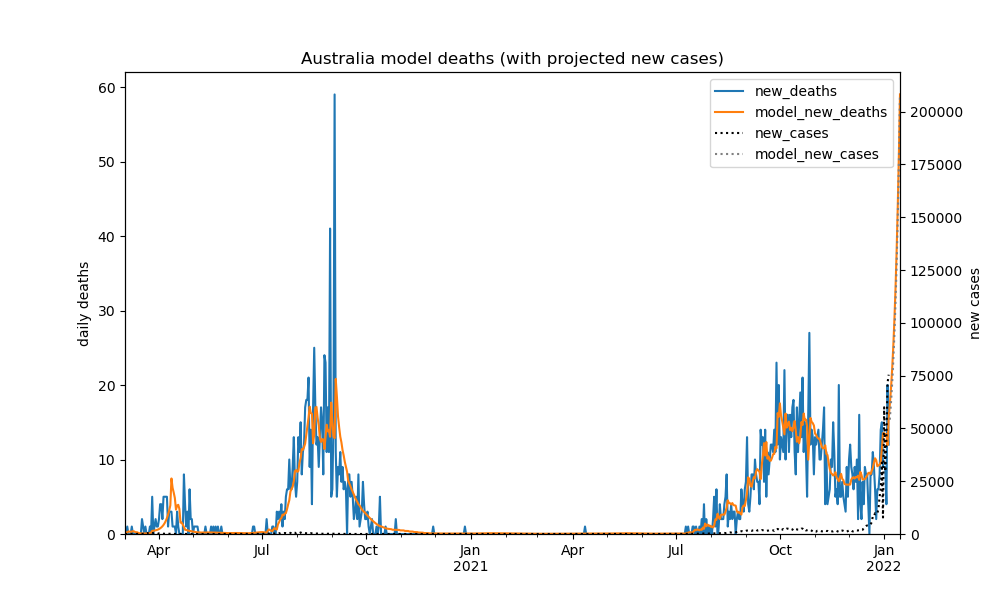 Australia model deaths (with projected new cases)
60
50
40
30
20
10
0
daily deaths
new_deaths
model_new_deaths
new_cases
model_new_cases
200000
175000
150000
125000
100000
75000
50000
25000
0
new cases
Apr
Jul
Oct
Jan
2021
Apr
Jul
Oct
Jan
2022